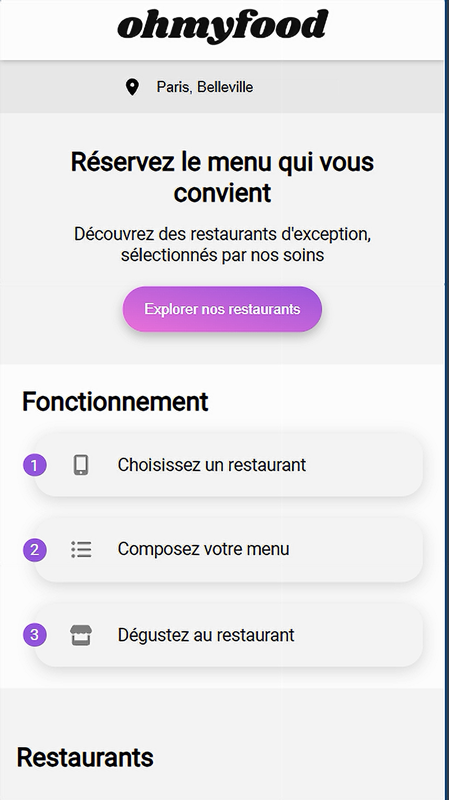 ohmyfood
Paris, Belleville
Réservez le menu qui vous
convient
Découvrez des restaurants d'exception,
sélectionnés par nos soins
Explorer nos restaurants
Fonctionnement
1 Choisissez un restaurant
2 Composez votre menu
3 Dégustez au restaurant
Restaurants